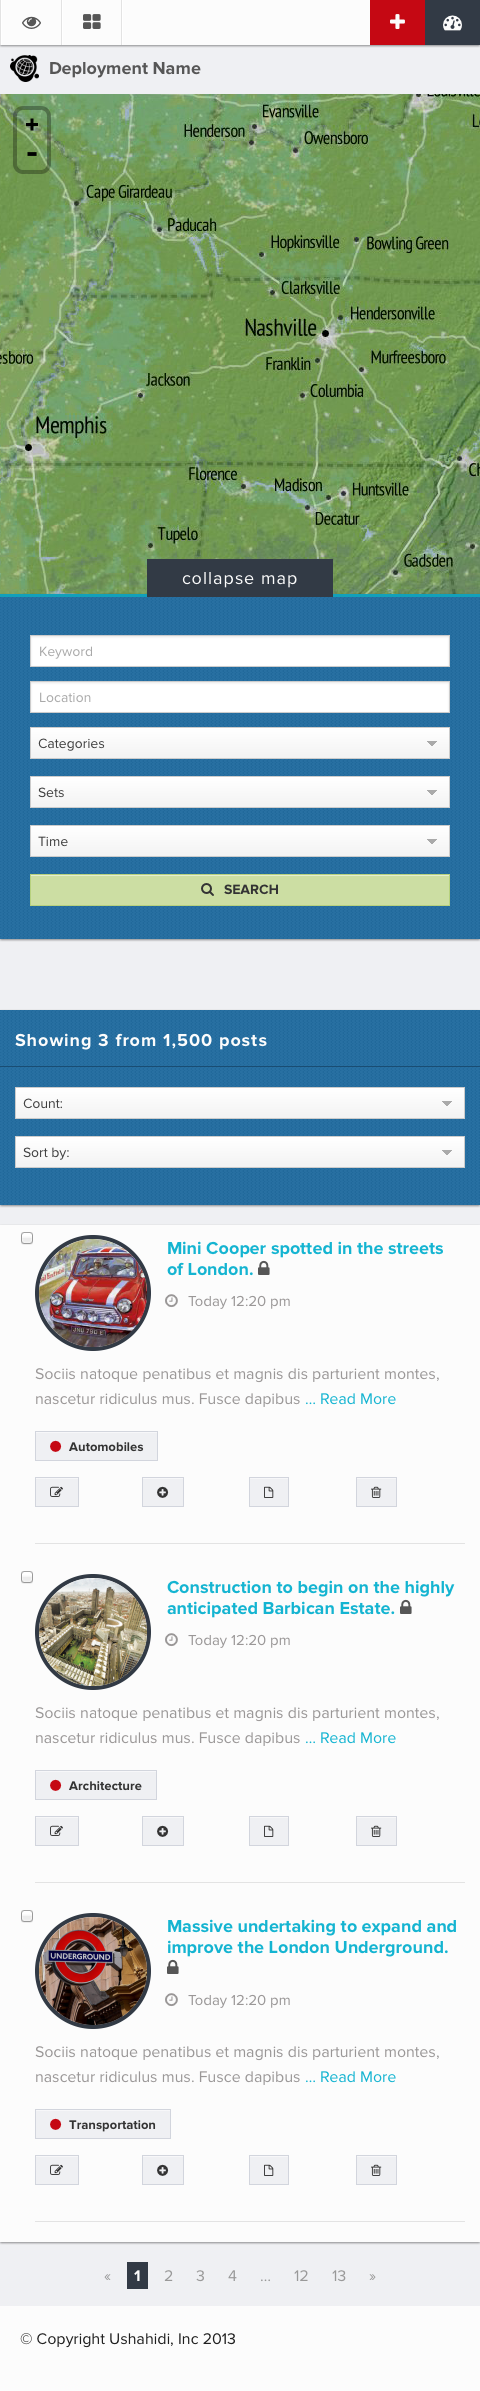 Deployment Name
Evansville
Henderson
Owensboro
+
-
Cape Girardeau
Paducah
Hopkinsville
Bowling Green
Clarksville
Hendersonville
Nashville
Franklin
Murfreesboro
esboro
Jackson
Columbia
Memphis
Florence
Madison
Huntsville
Decatur
Tupelo
Gadsden
collapse map
Keyword
Location
Categories
Sets
Time
SEARCH
Showing 3 from 1,500 posts
Count:
Sort by:
Mini Cooper spotted in the streets
of London.
Today 12:20 pm
Sociis natoque penatibus et magnis dis parturient montes,
nascetur ridiculus mus. Fusce dapibus ... Read More
Automobiles
Construction to begin on the highly
anticipated Barbican Estate.
Today 12:20 pm
Sociis natoque penatibus et magnis dis parturient montes,
nascetur ridiculus mus. Fusce dapibus ... Read More
Architecture
UNDERGROUND
Massive undertaking to expand and
improve the London Underground.
Today 12:20 pm
Sociis natoque penatibus et magnis dis parturient montes,
nascetur ridiculus mus. Fusce dapibus ... Read More
Transportation
« 1 2 3 4 ... 12 13 »
© Copyright Ushahidi, Inc 2013